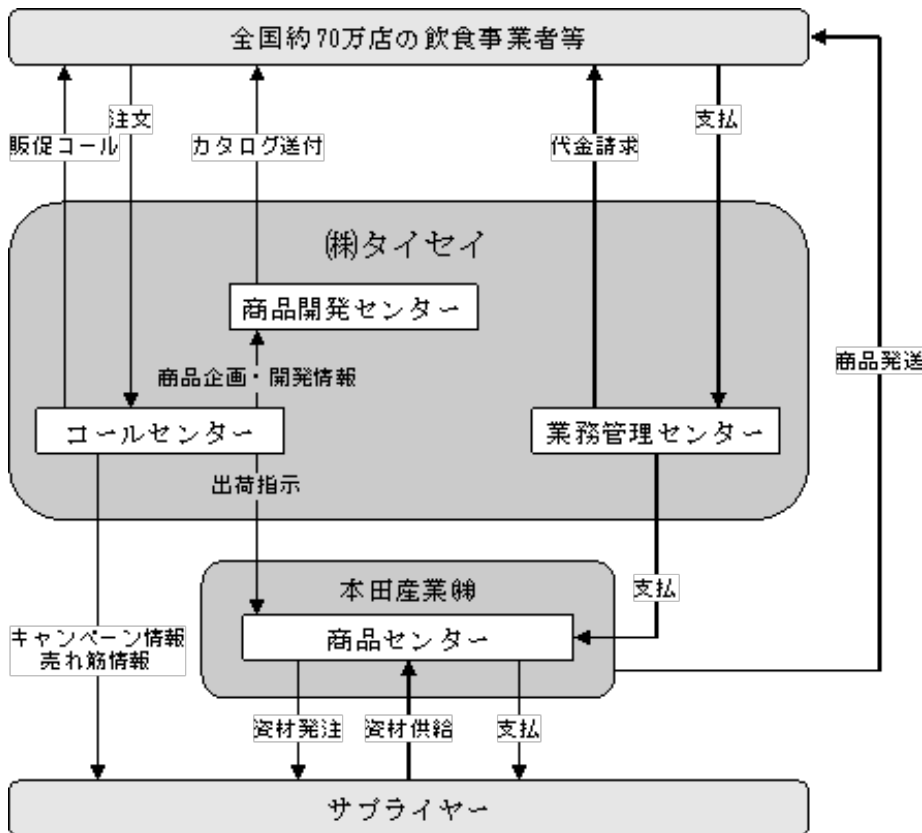 全国約70万店の飲食事業者等
注文
支払
販促コール
カタログ送付
代金請求
㈱タイセイ
商品開発センター
商品発送
商品企画・開発情報
コールセンター
業務管理センター
出荷指示
本田産業㈱
支払
商品センター
キャンペーン情報
売れ筋情報
資材発注
資材供給
支払
サプライヤー